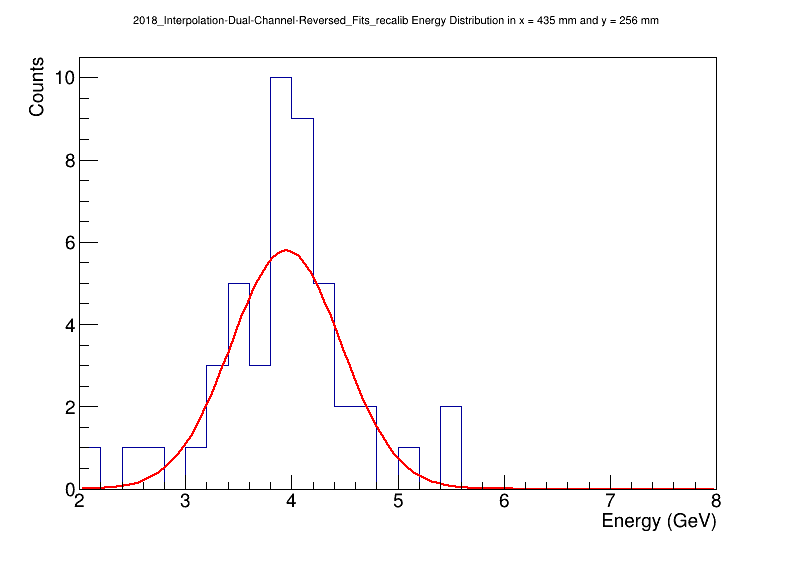 2018_Interpolation-Dual-Channel-Reversed_Fits_recalib Energy Distribution in x = 435 mm and y = 256 mm
Counts
10
8
6
4
2
0
2 3 4 5 6 7 8
Energy (GeV)